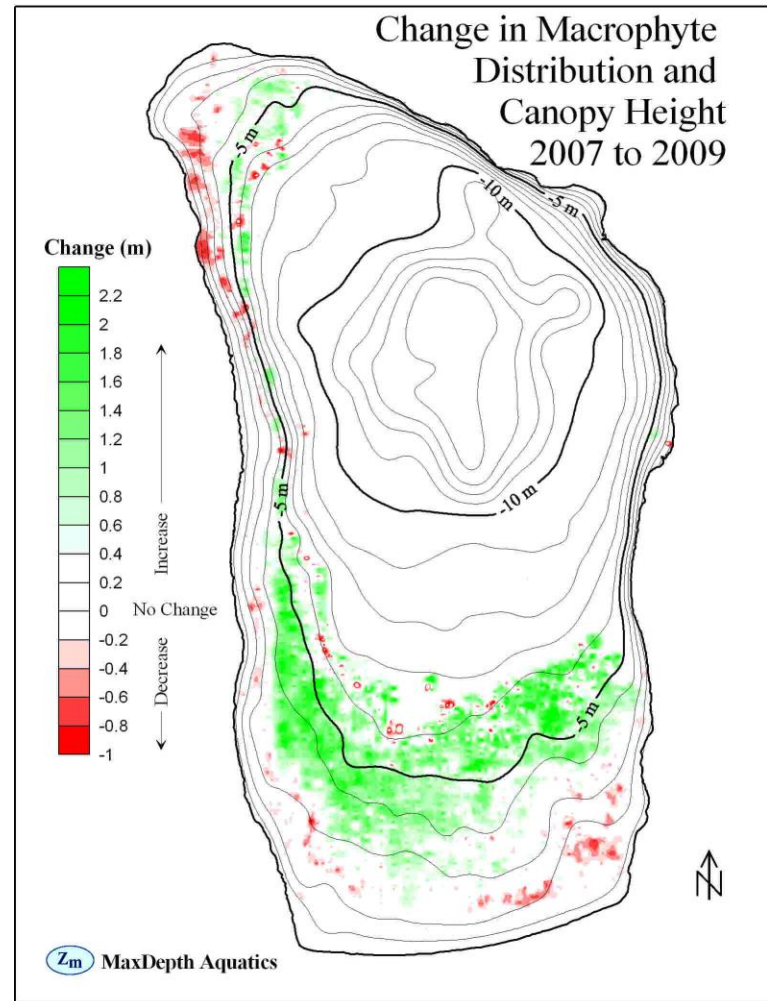 Change in Macrophyte
Distribution and
Canopy Height
2007 to 2009
-5 m
-10 m
-5 m
Change (m)
2.2
2
1.8
1.6
1.4
1.2
1
0.8
0.6
0.4
0.2
0
-0.2
-0.4
-0.6
-0.8
-1
Increase
No Change
Decrease
-10 m
-5 m
-5 m
N
Zm MaxDepth Aquatics